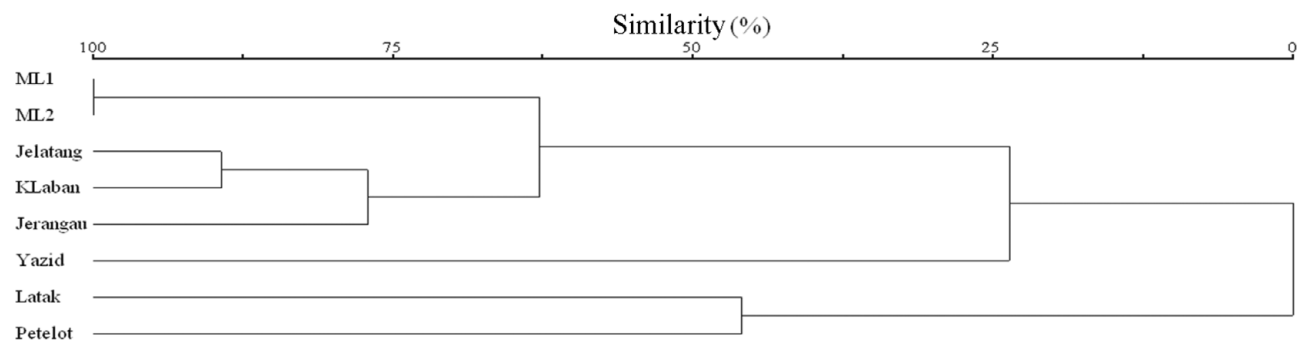 Similarity (%)
100 75 50 25 0
ML1
ML2
Jelatang
KLaban
Jerangau
Yazid
Latak
Petelot